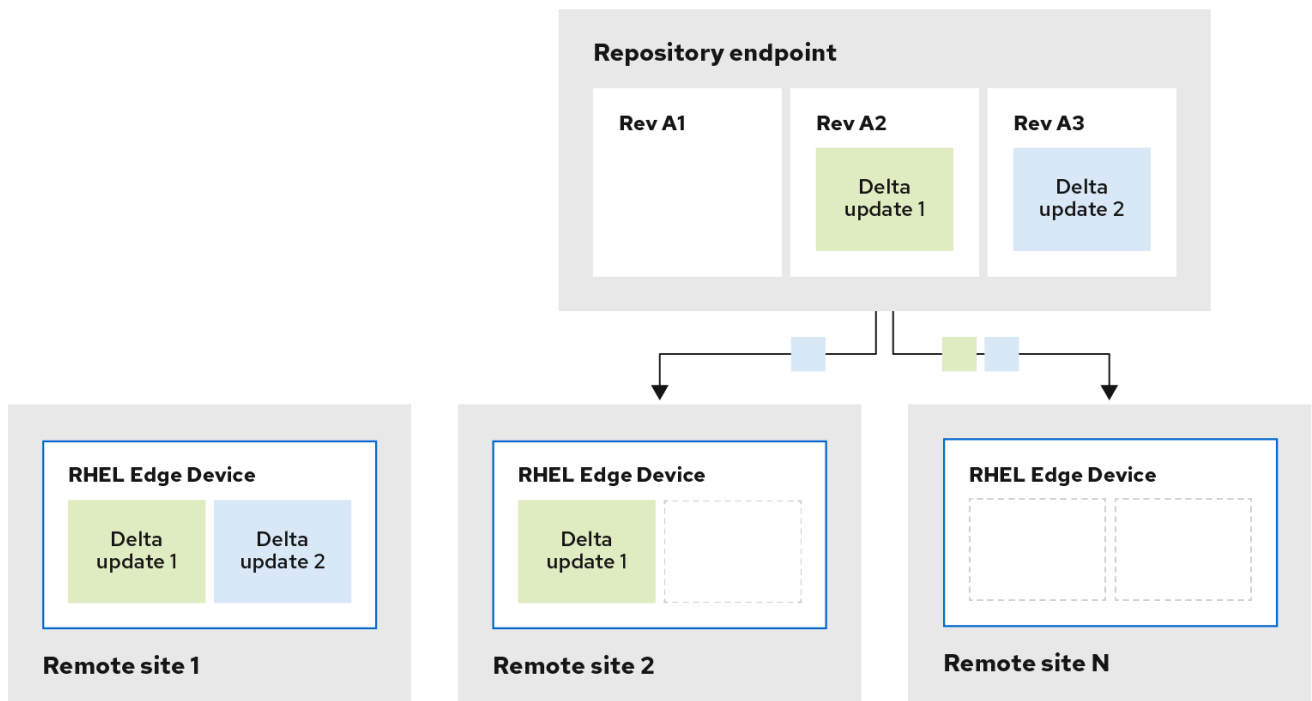 Repository endpoint
Rev A1
Rev A2
Rev A3
Delta
update 1
Delta
update 2
RHEL Edge Device
Delta
update 1
Delta
update 2
Remote site 1
RHEL Edge Device
Delta
update 1
Remote site 2
RHEL Edge Device
Remote site N